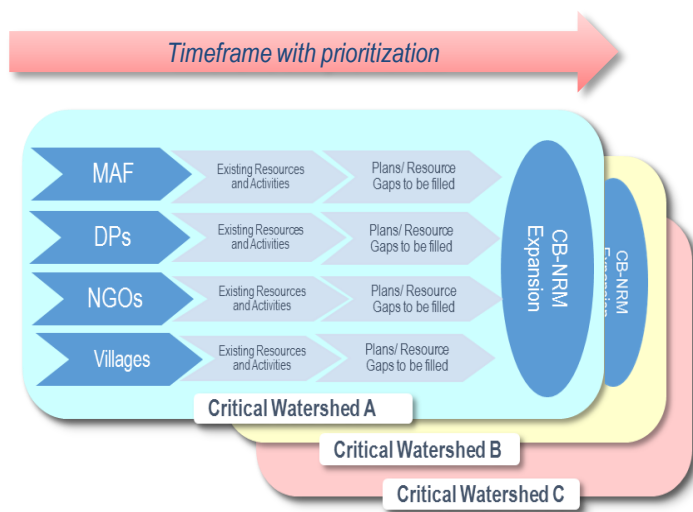 Timeframe with prioritization
MAF
Existing Resources
and Activities
Plans/ Resource
Gaps to be filled
DPs
Existing Resources
and Activities
Plans/ Resource
Gaps to be filled
NGOs
Existing Resources
and Activities
Plans/ Resource
Gaps to be filled
Villages
Existing Resources
and Activities
Plans/ Resource
Gaps to be filled
CB-NRM
Expansion
CB-NRM
Expansion
Critical Watershed A
Critical Watershed B
Critical Watershed C